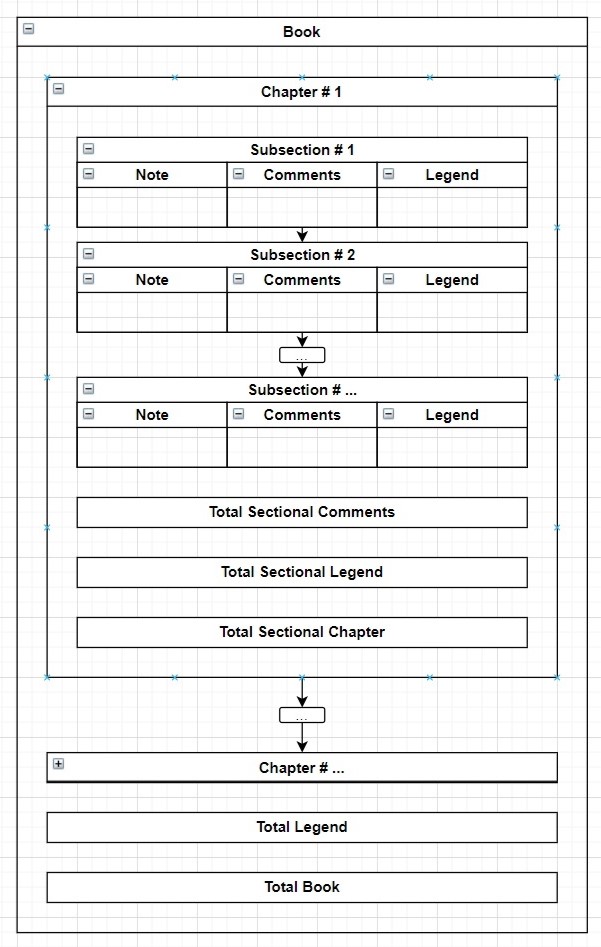 Book
Chapter # 1
Subsection # 1
Note Comments Legend
Subsection # 2
Note Comments Legend
...
Subsection # ...
Note Comments Legend
Total Sectional Comments
Total Sectional Legend
Total Sectional Chapter
...
Chapter # ...
Total Legend
Total Book